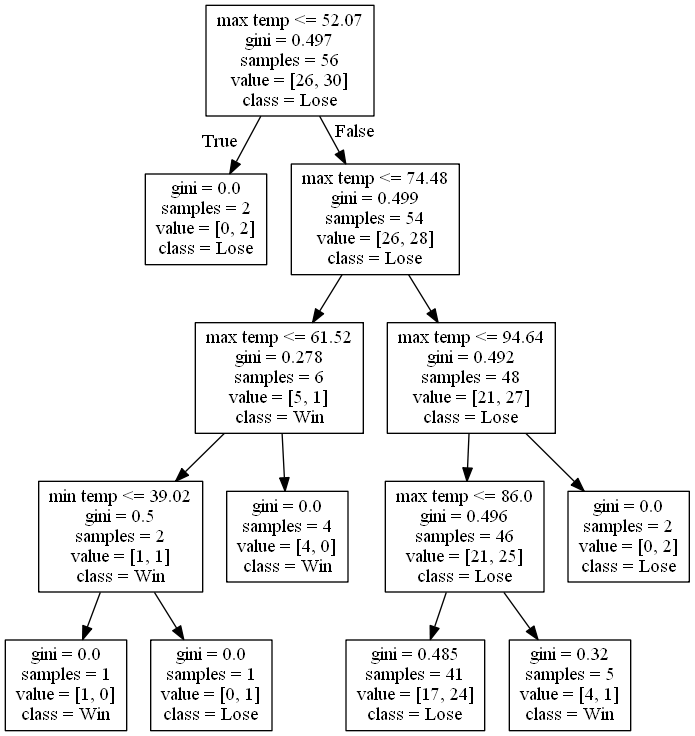 max temp <= 52.07
gini = 0.497
samples = 56
value = [26, 30]
class = Lose
True
False
gini = 0.0
samples = 2
value = [0, 2]
class = Lose
max temp <= 74.48
gini = 0.499
samples = 54
value = [26, 28]
class = Lose
max temp <= 61.52
gini = 0.278
samples = 6
value = [5, 1]
class = Win
max temp <= 94.64
gini = 0.492
samples = 48
value = [21, 27]
class = Lose
min temp <= 39.02
gini = 0.5
samples = 2
value = [1, 1]
class = Win
gini = 0.0
samples = 4
value = [4, 0]
class = Win
max temp <= 86.0
gini = 0.496
samples = 46
value = [21, 25]
class = Lose
gini = 0.0
samples = 2
value = [0, 2]
class = Lose
gini = 0.0
samples = 1
value = [1, 0]
class = Win
gini = 0.0
samples = 1
value = [0, 1]
class = Lose
gini = 0.485
samples = 41
value = [17, 24]
class = Lose
gini = 0.32
samples = 5
value = [4, 1]
class = Win